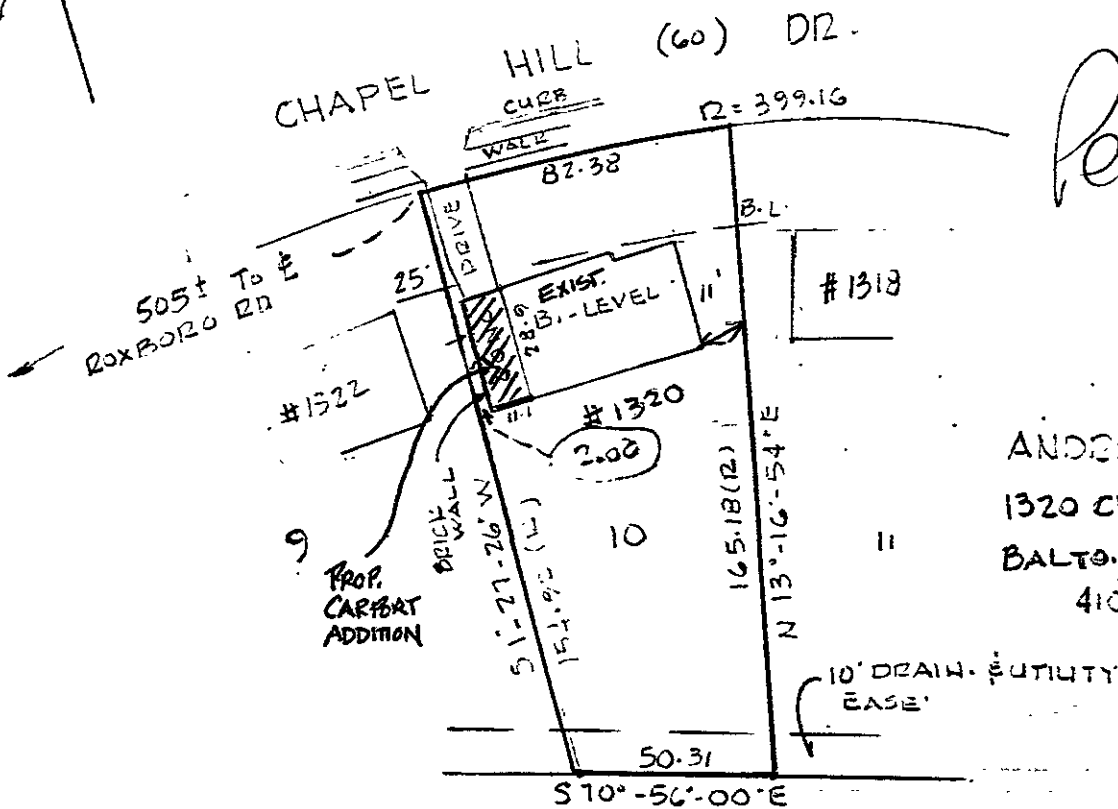 CHAPEL HILL (60) DR.
CURB
WALK
R = 399.16
82.38
DRIVE
B.L.
505± TO ℄
ROXBORO RD
25'
EXIST.
B.-LEVEL
11'
28.9
#1318
#1322
11.1
#1320
2.00
BRICK
WALL
9
PROP.
CARPORT
ADDITION
10
165.18(R)
N 13°-16'-54"E
11
1320
BALTO.
10' DRAIN. & UTILITY
EASE'
50.31
S 70°-56'-00"E